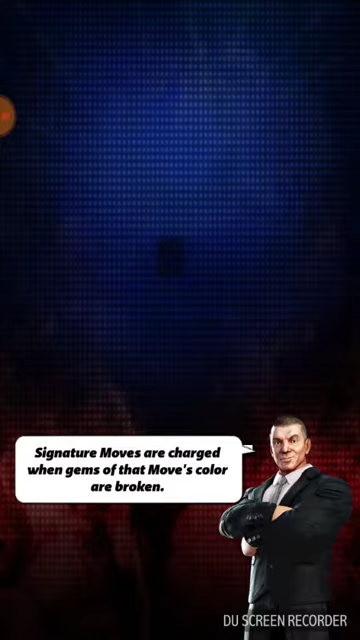 Signature Moves are charged
when gems of that Move's color
are broken.
DU SCREEN RECORDER